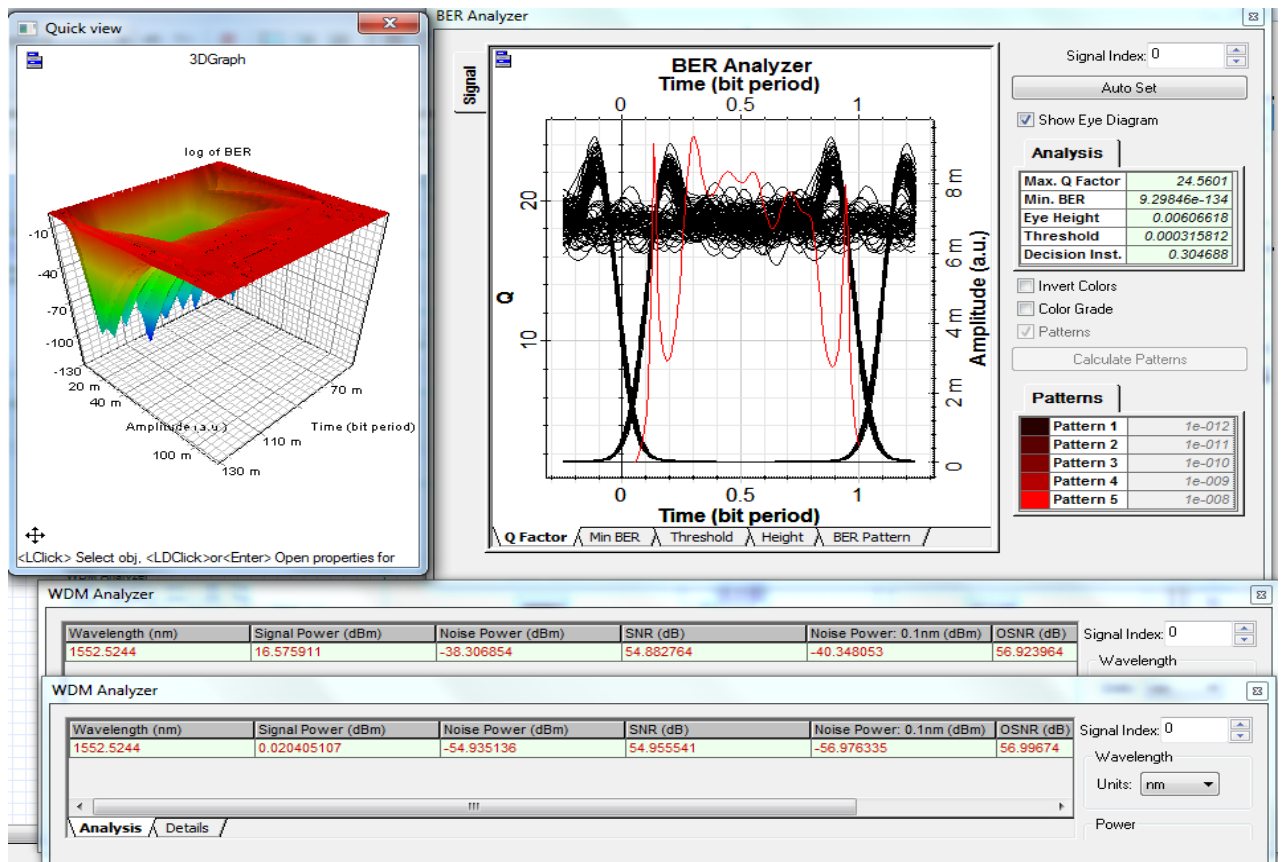 Quick view
3DGraph
log of BER
-10
-40
-70
-100
-130
20 m
40 m
Amplitude (a.u.)
100 m
130 m
110 m
70 m
Time (bit period)
<LClick> Select obj, <LDClick>or<Enter> Open properties for
BER Analyzer
Signal
BER Analyzer
Time (bit period)
0 0.5 1
Q
20
10
8 m
6 m
4 m
2 m
0
Amplitude (a.u.)
0 0.5 1
Time (bit period)
Q Factor Min BER Threshold Height BER Pattern
Signal Index: 0
Auto Set
Show Eye Diagram
Analysis
Max. Q Factor 24.5601
Min. BER 9.29846e-134
Eye Height 0.00606618
Threshold 0.000315812
Decision Inst. 0.304688
Invert Colors
Color Grade
Patterns
Calculate Patterns
Patterns
Pattern 1 1e-012
Pattern 2 1e-011
Pattern 3 1e-010
Pattern 4 1e-009
Pattern 5 1e-008
WDM Analyzer
Wavelength (nm) Signal Power (dBm) Noise Power (dBm) SNR (dB) Noise Power: 0.1nm (dBm) OSNR (dB)
1552.5244 16.575911 -38.306854 54.882764 -40.348053 56.923964
Signal Index: 0
Wavelength
WDM Analyzer
Wavelength (nm) Signal Power (dBm) Noise Power (dBm) SNR (dB) Noise Power: 0.1nm (dBm) OSNR (dB)
1552.5244 0.020405107 -54.935136 54.955541 -56.976335 56.99674
Signal Index: 0
Wavelength
Units: nm
Power
Analysis Details